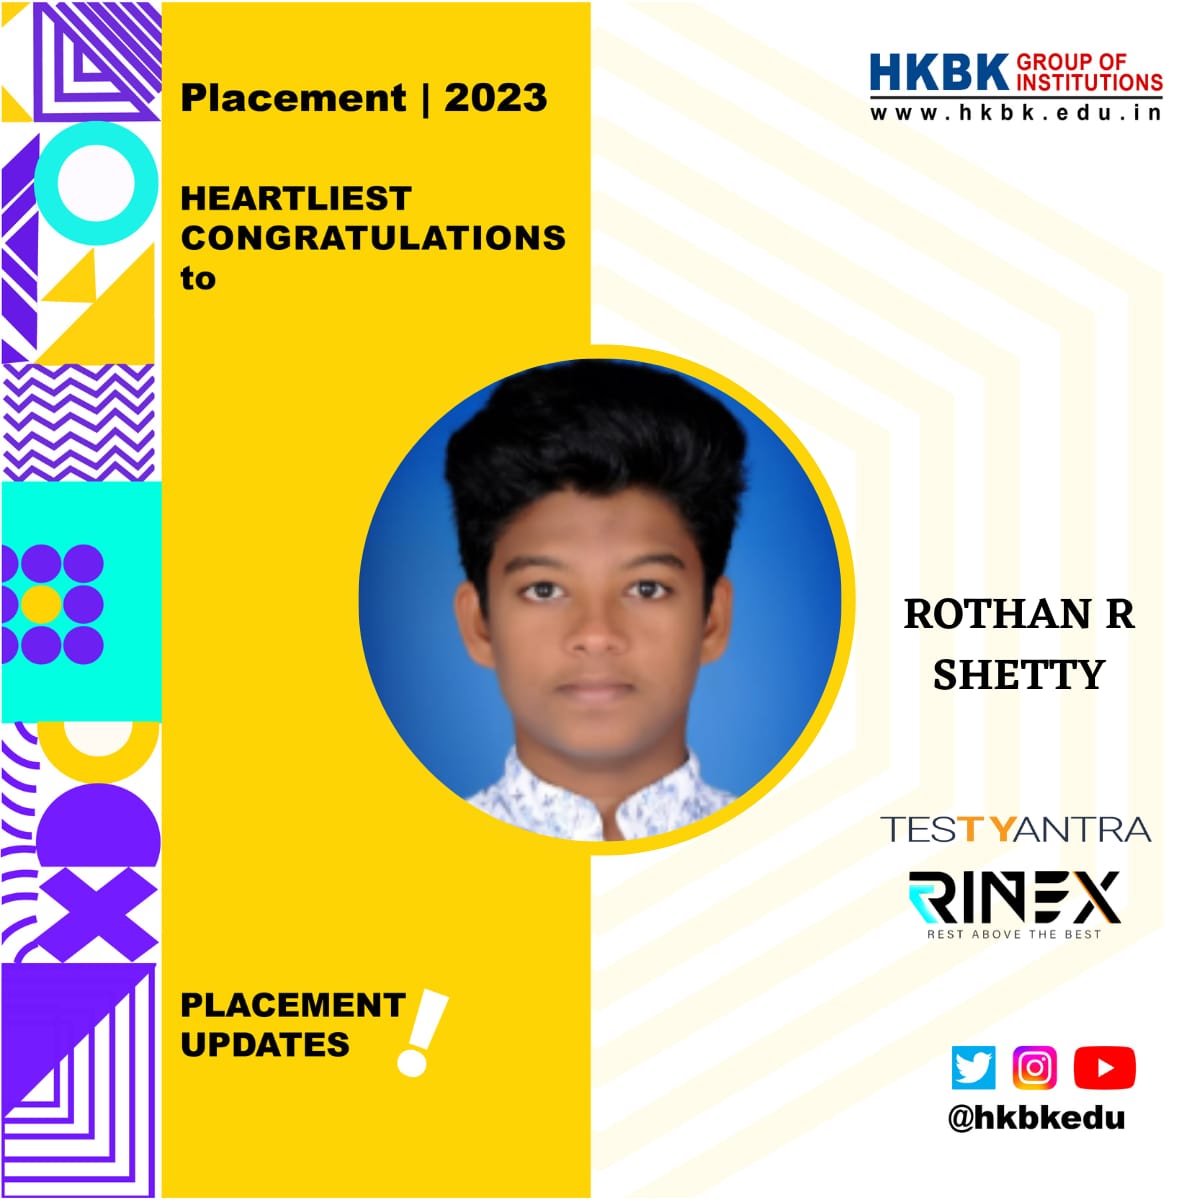 Placement | 2023
HKBK GROUP OF
INSTITUTIONS
www.hkbk.edu.in
HEARTLIEST
CONGRATULATIONS
to
ROTHAN R
SHETTY
TESTYANTRA
RINEX
REST ABOVE THE BEST
PLACEMENT
UPDATES !
@hkbkedu